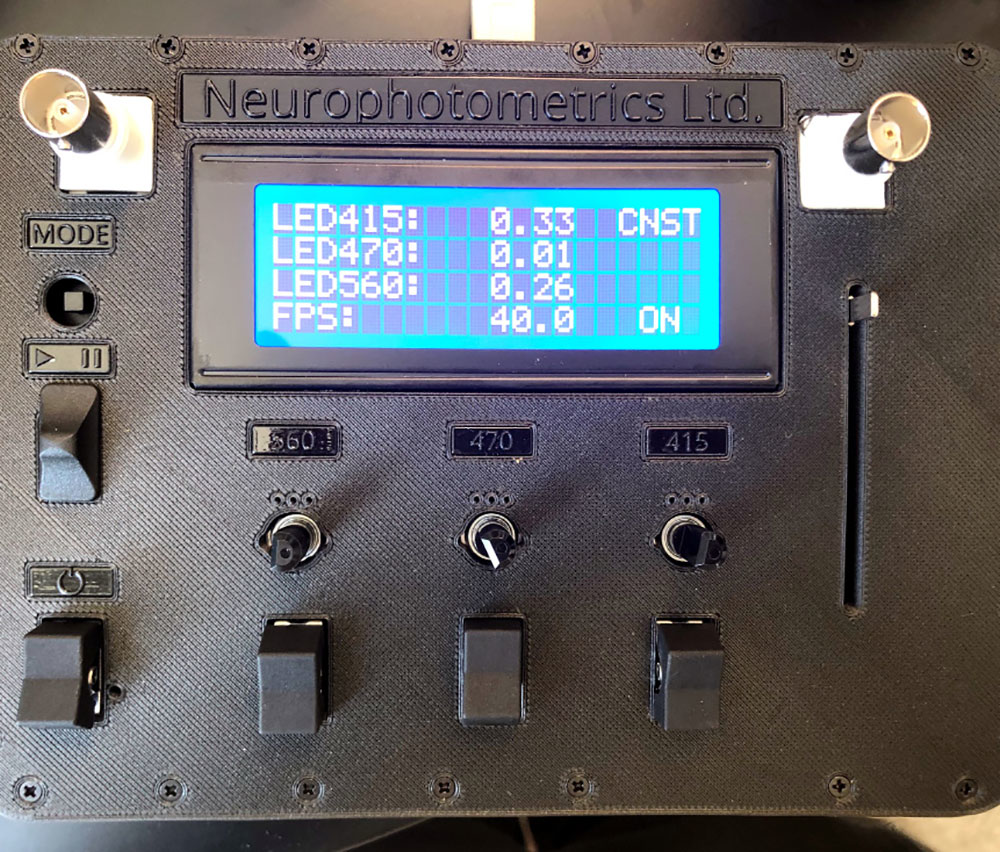 Neurophotometrics Ltd.
LED415: 0.33 CNST
LED470: 0.01
LED560: 0.26
FPS: 40.0 ON
MODE
560 470 415